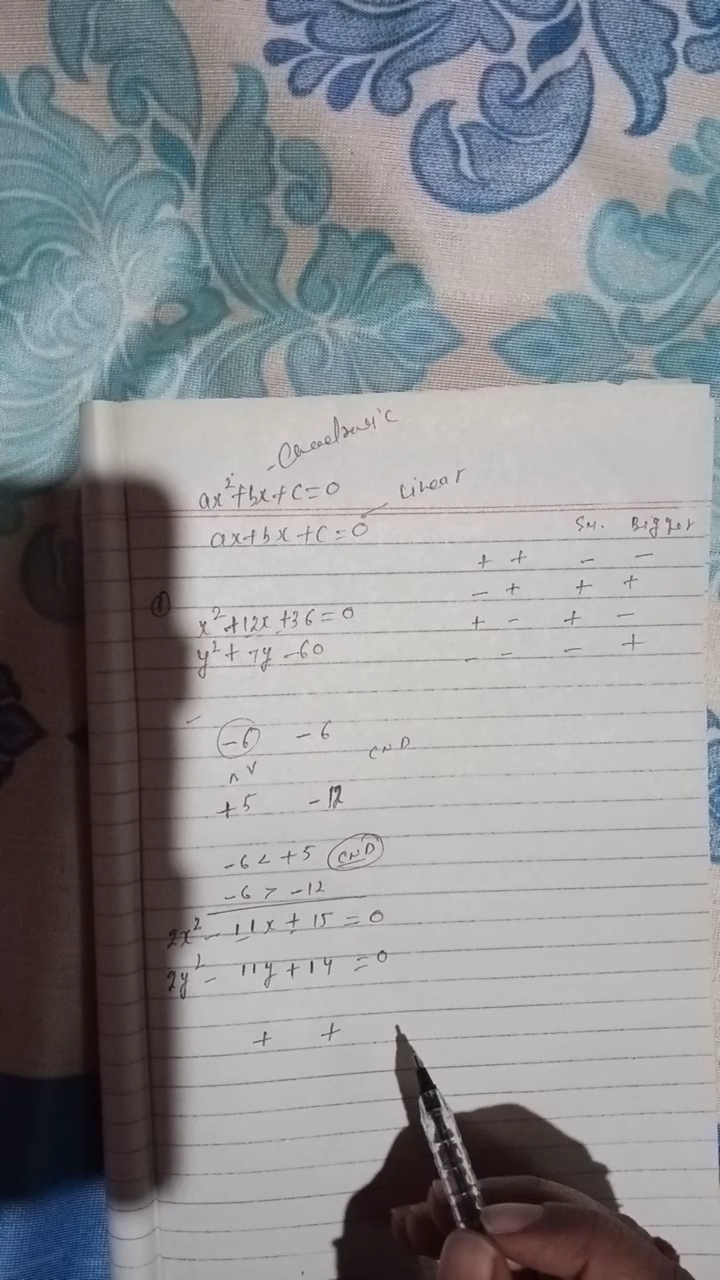 ax²+bx+c=0
Linear
ax+bx+c=0
Sm. Bigger
+ + - -
- + + +
①
x²+12x+36=0
+ - + -
y²+7y-60
- - - +
-6 -6
CND
+5 -12
-6 < +5 CND
-6 > -12
2x²-11x+15=0
2y²-11y+14=0
+ +